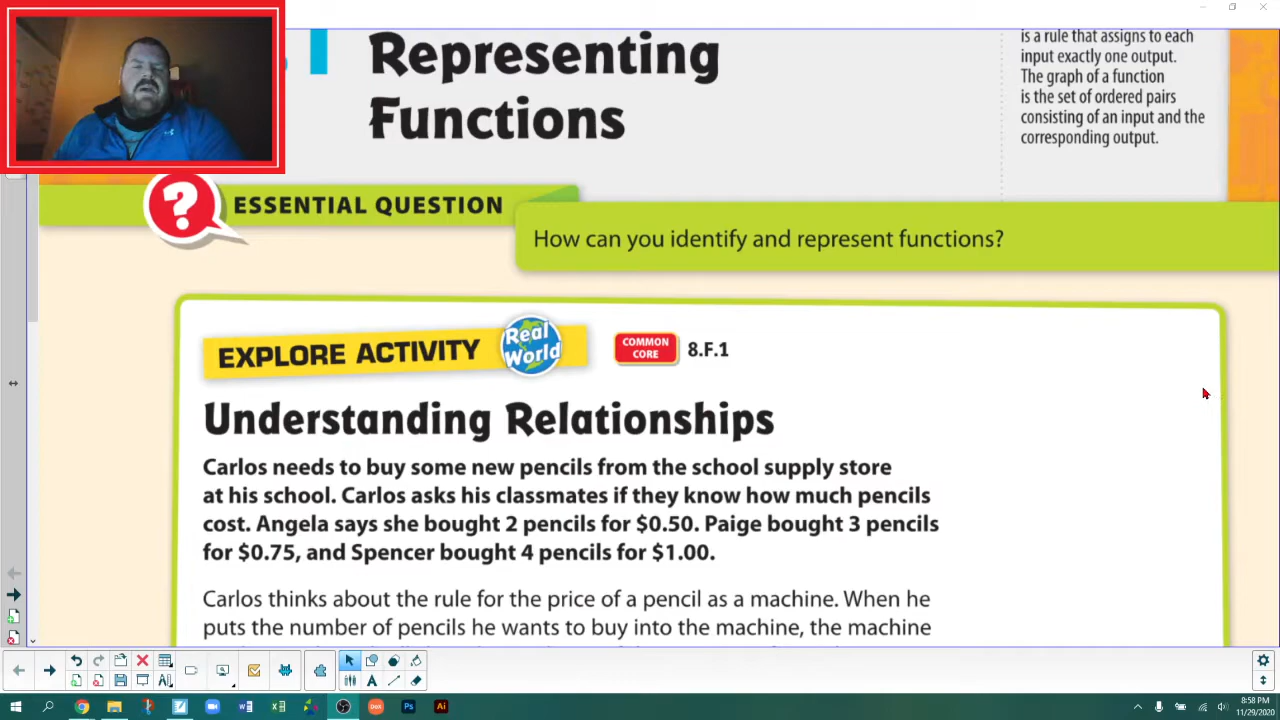 Representing
Functions
is a rule that assigns to each
input exactly one output.
The graph of a function
is the set of ordered pairs
consisting of an input and the
corresponding output.
?
ESSENTIAL QUESTION
How can you identify and represent functions?
EXPLORE ACTIVITY
Real
World
COMMON
CORE
8.F.1
Understanding Relationships
Carlos needs to buy some new pencils from the school supply store
at his school. Carlos asks his classmates if they know how much pencils
cost. Angela says she bought 2 pencils for $0.50. Paige bought 3 pencils
for $0.75, and Spencer bought 4 pencils for $1.00.
Carlos thinks about the rule for the price of a pencil as a machine. When he
puts the number of pencils he wants to buy into the machine, the machine
8:58 PM
11/29/2020